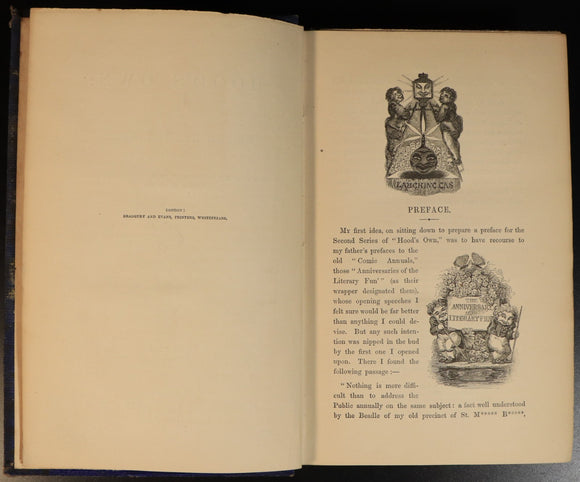 LONDON:
BRADBURY AND EVANS, PRINTERS, WHITEFRIARS.
LAUGHING GAS
PREFACE.
My first idea, on sitting down to prepare a preface for the
Second Series of "Hood's Own," was to have recourse to
my father's prefaces to the
old "Comic Annuals,"
those "Anniversaries of the
Literary Fun'" (as their
wrapper designated them),
whose opening speeches I
felt sure would be far better
than anything I could de-
vise. But any such inten-
tion was nipped in the bud
by the first one I opened
upon. There I found the
following passage:—
THE
ANNIVERSARY
OF THE
LITERARY FUN
"Nothing is more diffi-
cult than to address the
Public annually on the same subject: a fact well understood
by the Beadle of my old precinct of St. M***** B*****,